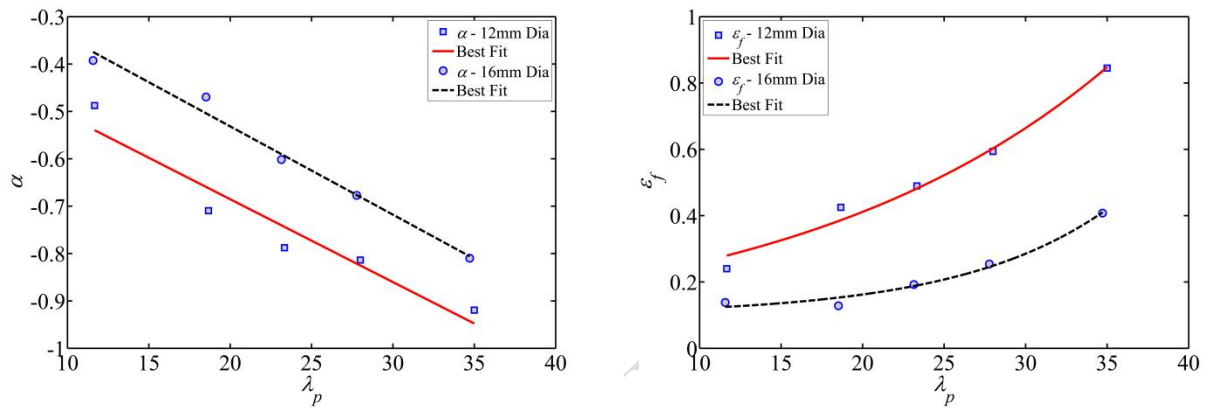 -0.3
-0.4
-0.5
-0.6
-0.7
-0.8
-0.9
-1
α
α - 12mm Dia
Best Fit
α - 16mm Dia
Best Fit
10 15 20 25 30 35 40
λp
1
0.8
0.6
0.4
0.2
0
εf
εf - 12mm Dia
Best Fit
εf - 16mm Dia
Best Fit
10 15 20 25 30 35 40
λp